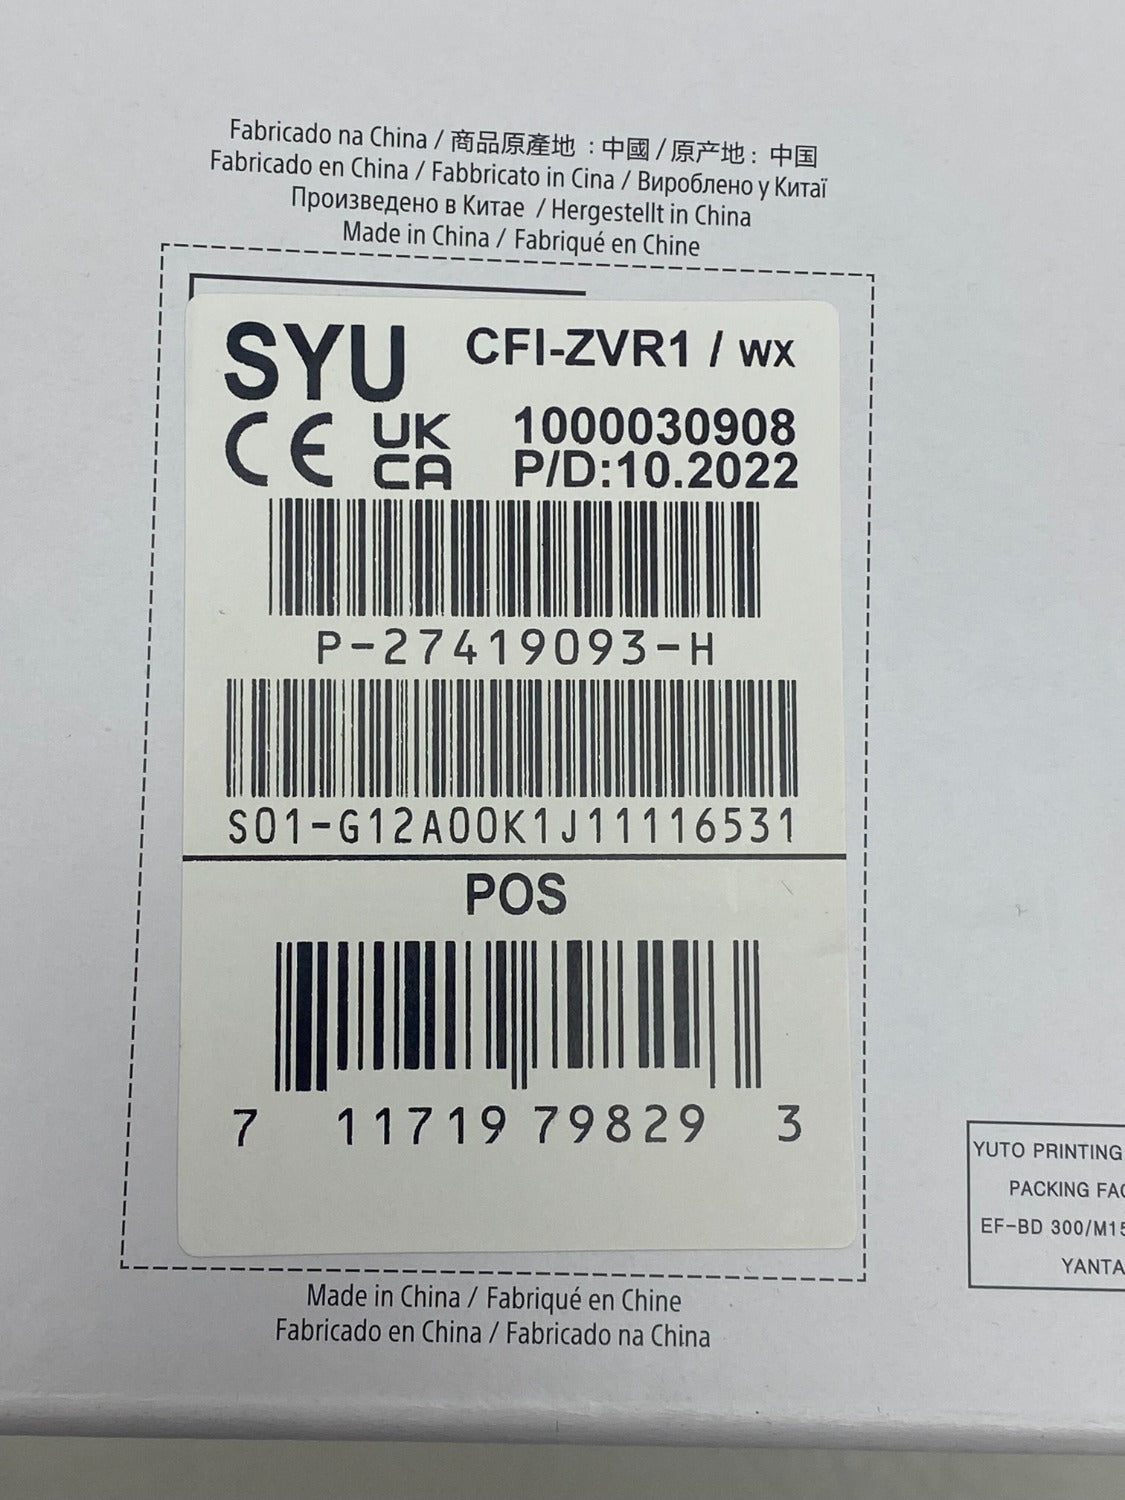 Fabricado na China / 商品原產地 : 中國 / 原产地 : 中国
Fabricado en China / Fabbricato in Cina / Вироблено у Китаї
Произведено в Китае / Hergestellt in China
Made in China / Fabriqué en Chine
SYU CFI-ZVR1 / WX
CE UK CA 1000030908
P/D:10.2022
P-27419093-H
S01-G12A00K1J11116531
POS
7 11719 79829 3
YUTO PRINTING
PACKING
EF-BD 300/M15
Made in China / Fabriqué en Chine
Fabricado en China / Fabricado na China